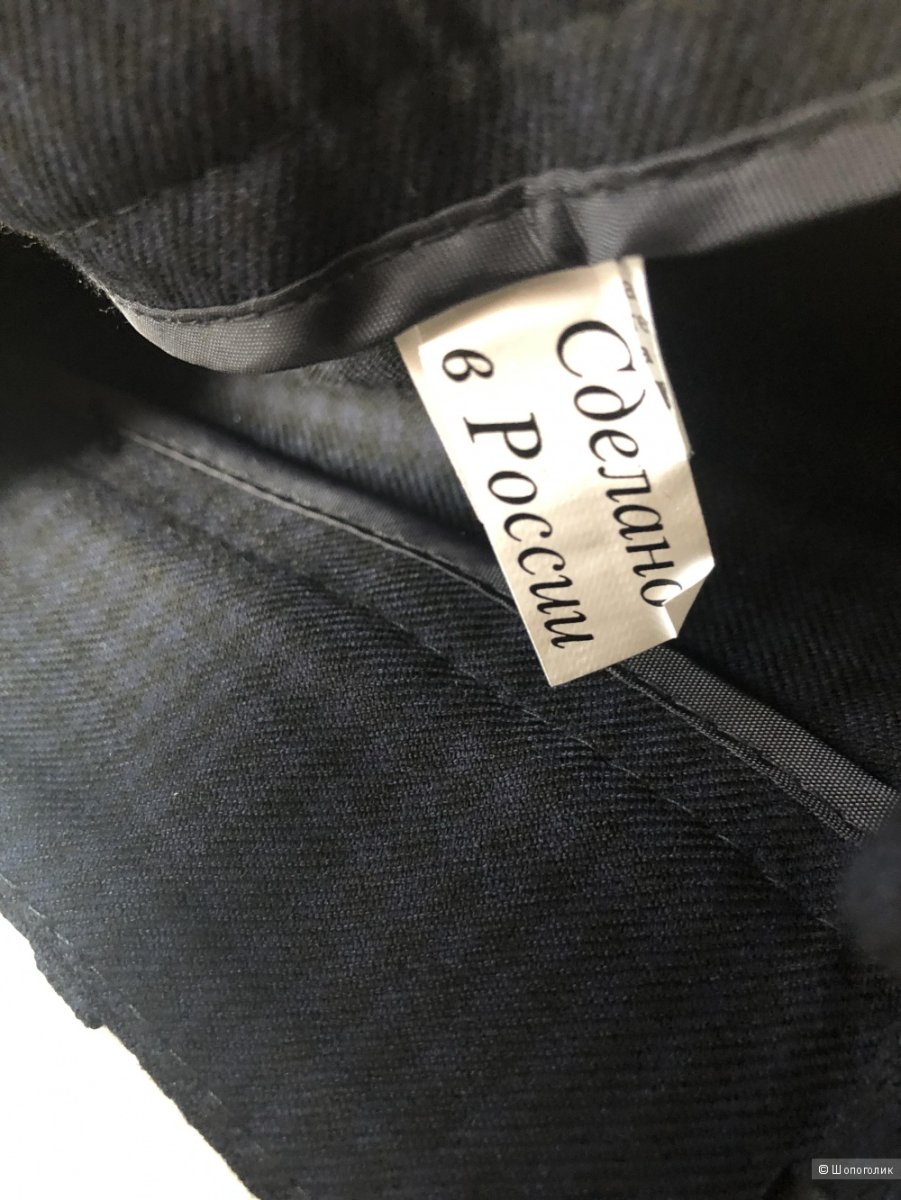 Сделано
в России
© Шопоголик